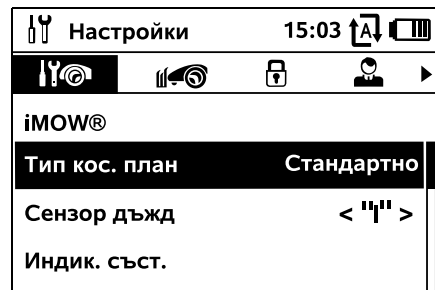 Настройки 15:03 A
iMOW®
Тип кос. план Стандартно
Сензор дъжд < >
Индик. съст.